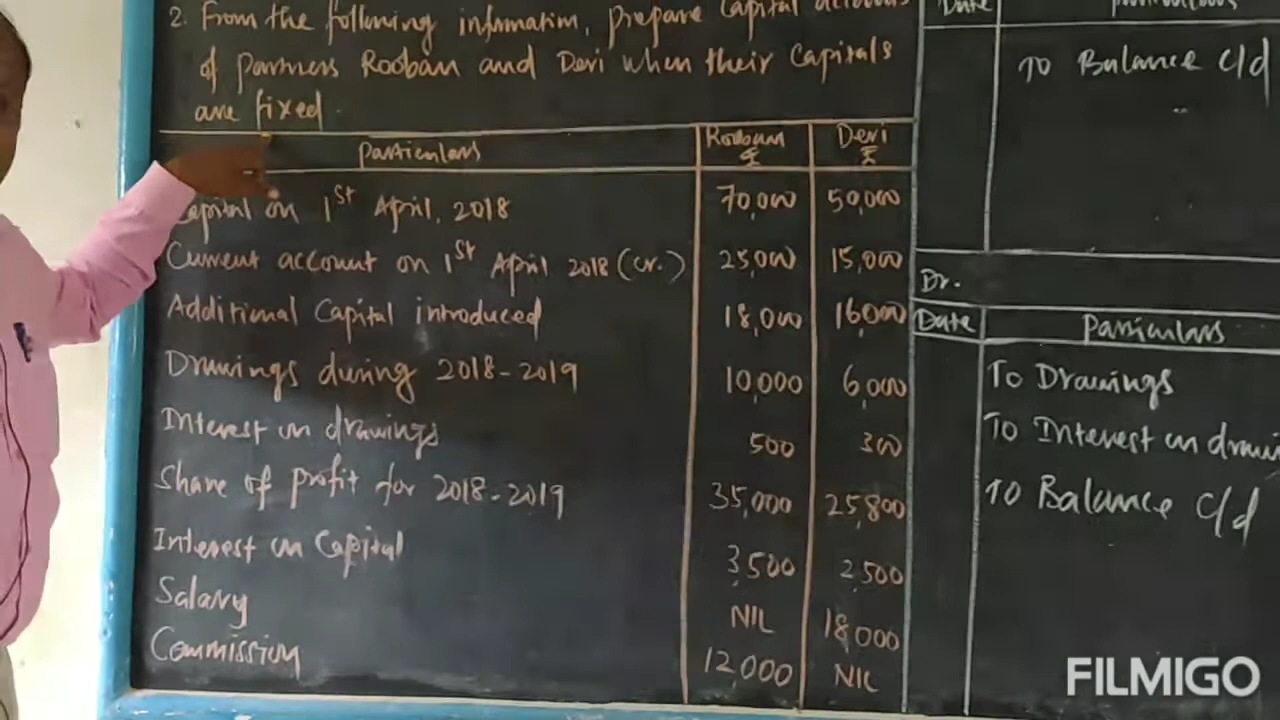 2. From the following information, prepare Capital accounts
of partners Rooban and Devi when their Capitals
are fixed.
Particulars Rooban ₹ Devi ₹
Capital on 1st April, 2018 70,000 50,000
Current account on 1st April 2018 (cr.) 25,000 15,000
Additional Capital introduced 18,000 16,000
Drawings during 2018-2019 10,000 6,000
Interest on drawings 500 300
Share of profit for 2018-2019 35,000 25,800
Interest on Capital 3,500 2,500
Salary NIL 18,000
Commission 12,000 NIL
Date Particulars
To Balance c/d
Dr.
Date Particulars
To Drawings
To Interest on drawings
To Balance c/d
FILMIGO